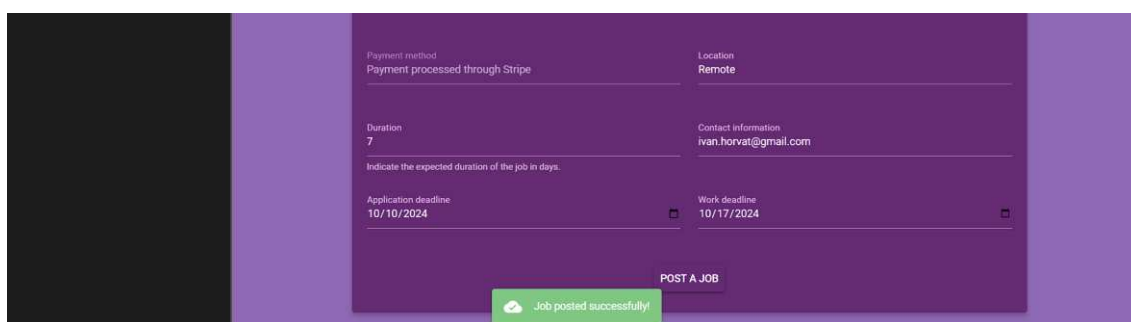 Payment method
Payment processed through Stripe
Location
Remote
Duration
7
Indicate the expected duration of the job in days.
Contact information
ivan.horvat@gmail.com
Application deadline
10/10/2024
Work deadline
10/17/2024
POST A JOB
Job posted successfully!